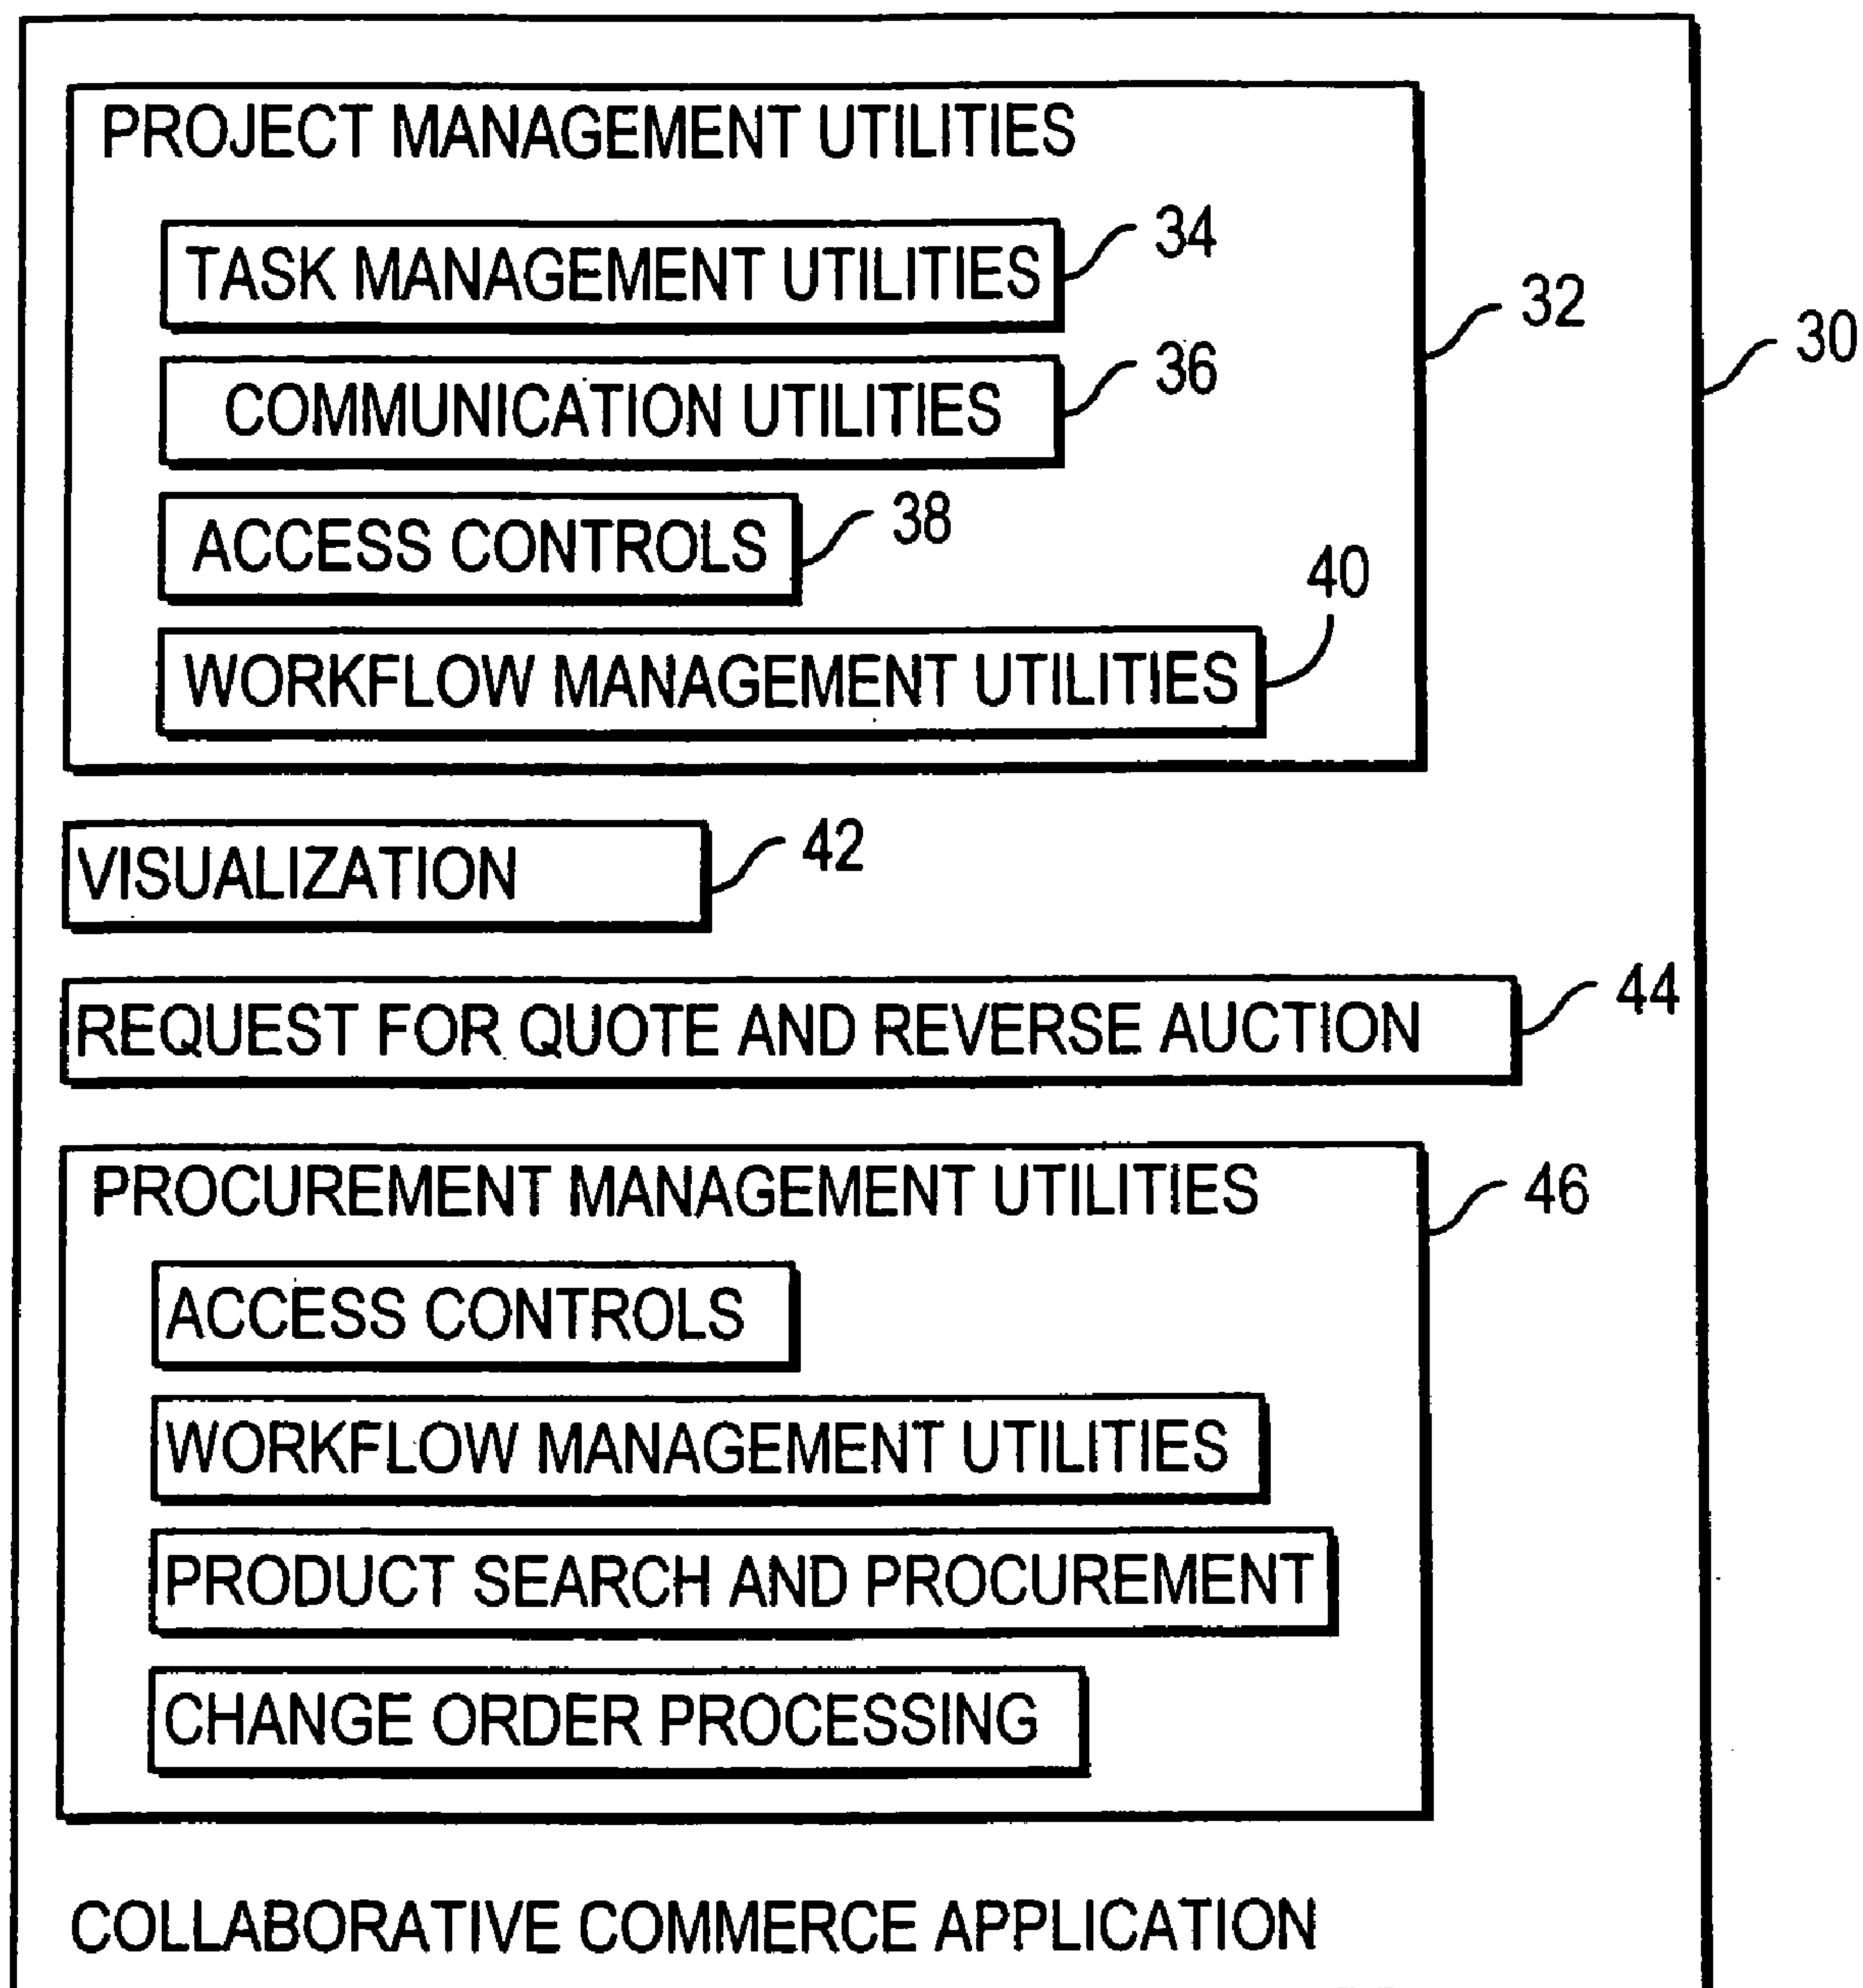 PROJECT MANAGEMENT UTILITIES
TASK MANAGEMENT UTILITIES
34
32
30
COMMUNICATION UTILITIES
36
ACCESS CONTROLS
38
40
WORKFLOW MANAGEMENT UTILITIES
VISUALIZATION
42
REQUEST FOR QUOTE AND REVERSE AUCTION
44
PROCUREMENT MANAGEMENT UTILITIES
46
ACCESS CONTROLS
WORKFLOW MANAGEMENT UTILITIES
PRODUCT SEARCH AND PROCUREMENT
CHANGE ORDER PROCESSING
COLLABORATIVE COMMERCE APPLICATION